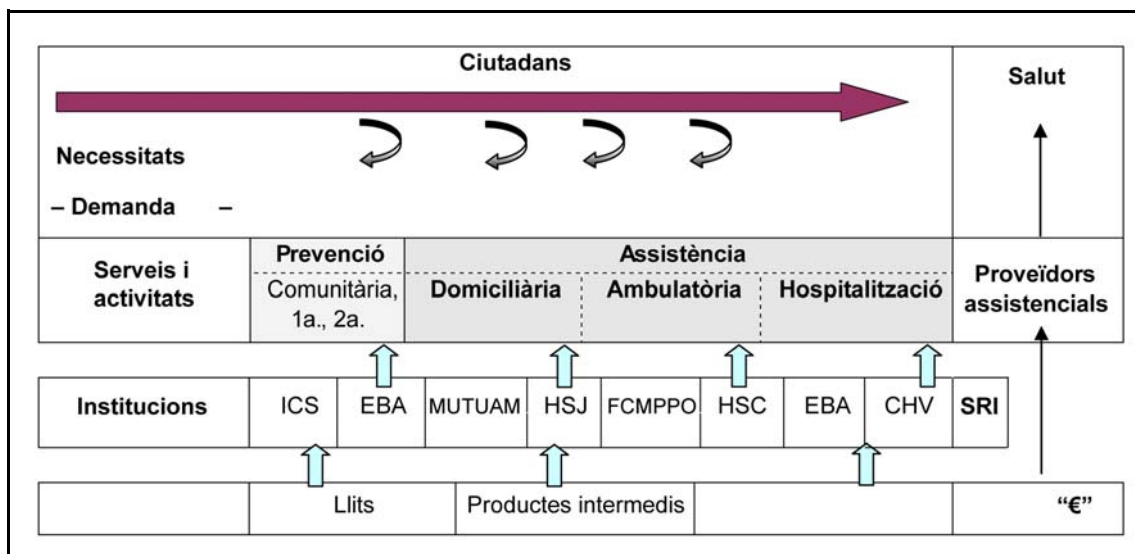 Ciutadans
Salut
Necessitats
– Demanda –
Serveis i
activitats
Prevenció
Comunitària,
1a., 2a.
Assistència
Domiciliària
Ambulatòria
Hospitalització
Proveïdors
assistencials
Institucions
ICS
EBA
MUTUAM
HSJ
FCMPPO
HSC
EBA
CHV
SRI
Llits
Productes intermedis
“€”